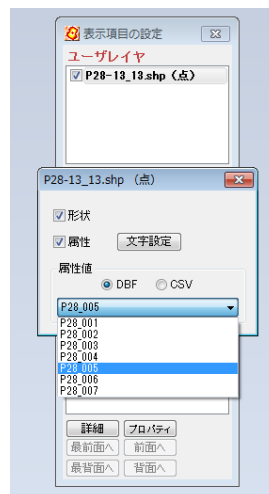 表示項目の設定
ユーザレイヤ
P28-13_13.shp（点）
P28-13_13.shp （点）
形状
属性 文字設定
属性値
DBF CSV
P28_005
P28_001
P28_002
P28_003
P28_004
P28_005
P28_006
P28_007
詳細 プロパティ
最前面へ 前面へ
最背面へ 背面へ